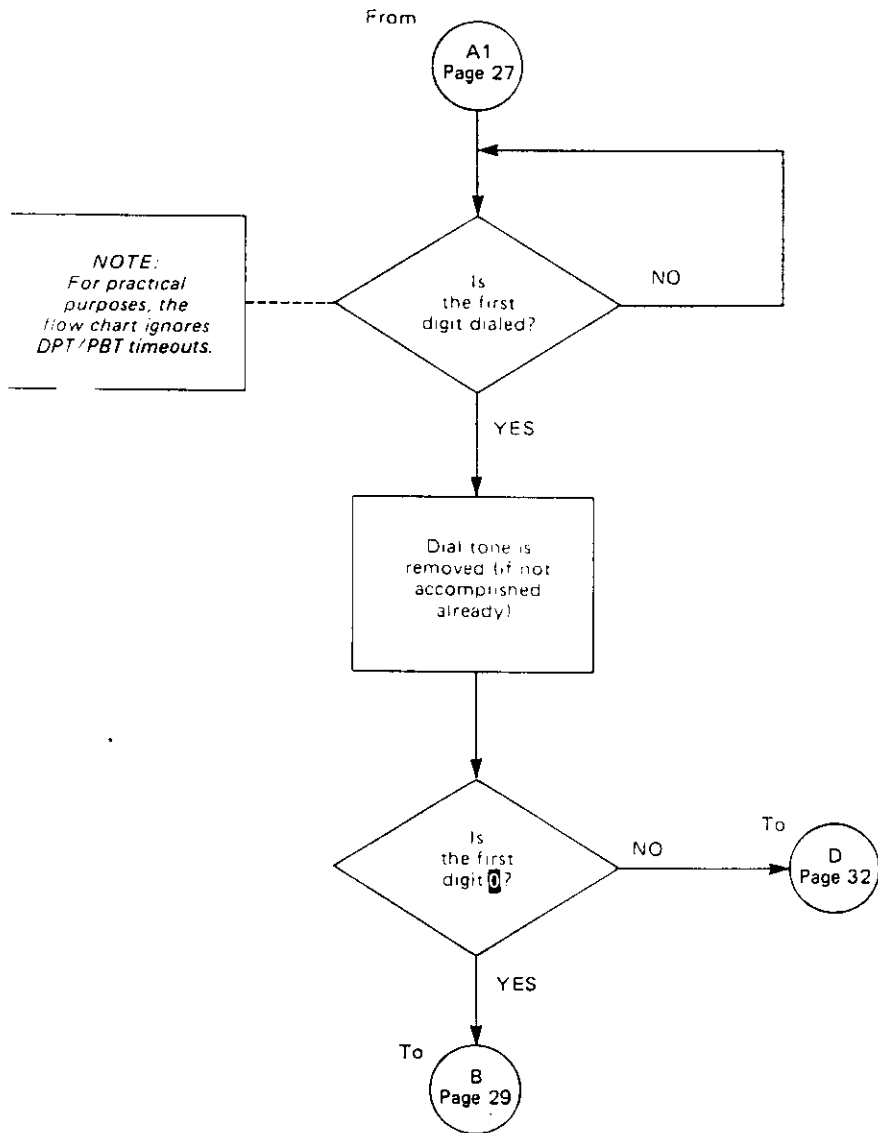 From
A1
Page 27
NOTE:
For practical
purposes, the
flow chart ignores
DPT/PBT timeouts.
Is
the first
digit dialed?
NO
YES
Dial tone is
removed (if not
accomplished
already)
Is
the first
digit 0?
NO
To
D
Page 32
YES
To
B
Page 29